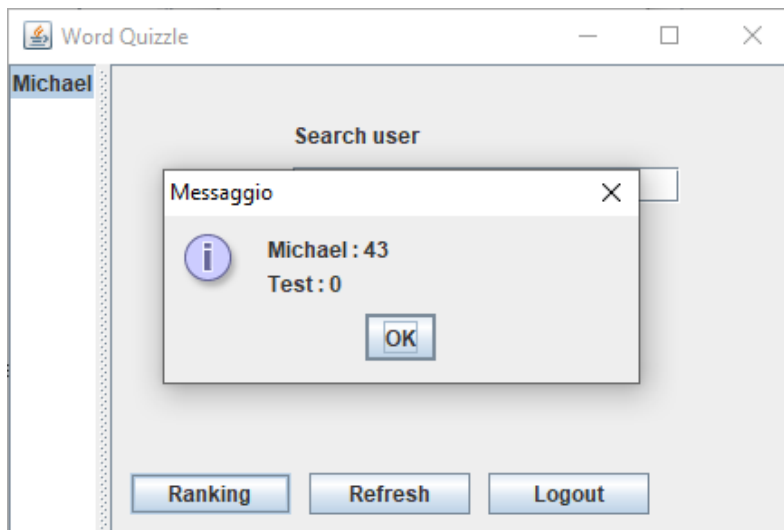 Word Quizzle
Michael
Search user
Messaggio
Michael : 43
Test : 0
OK
Ranking
Refresh
Logout